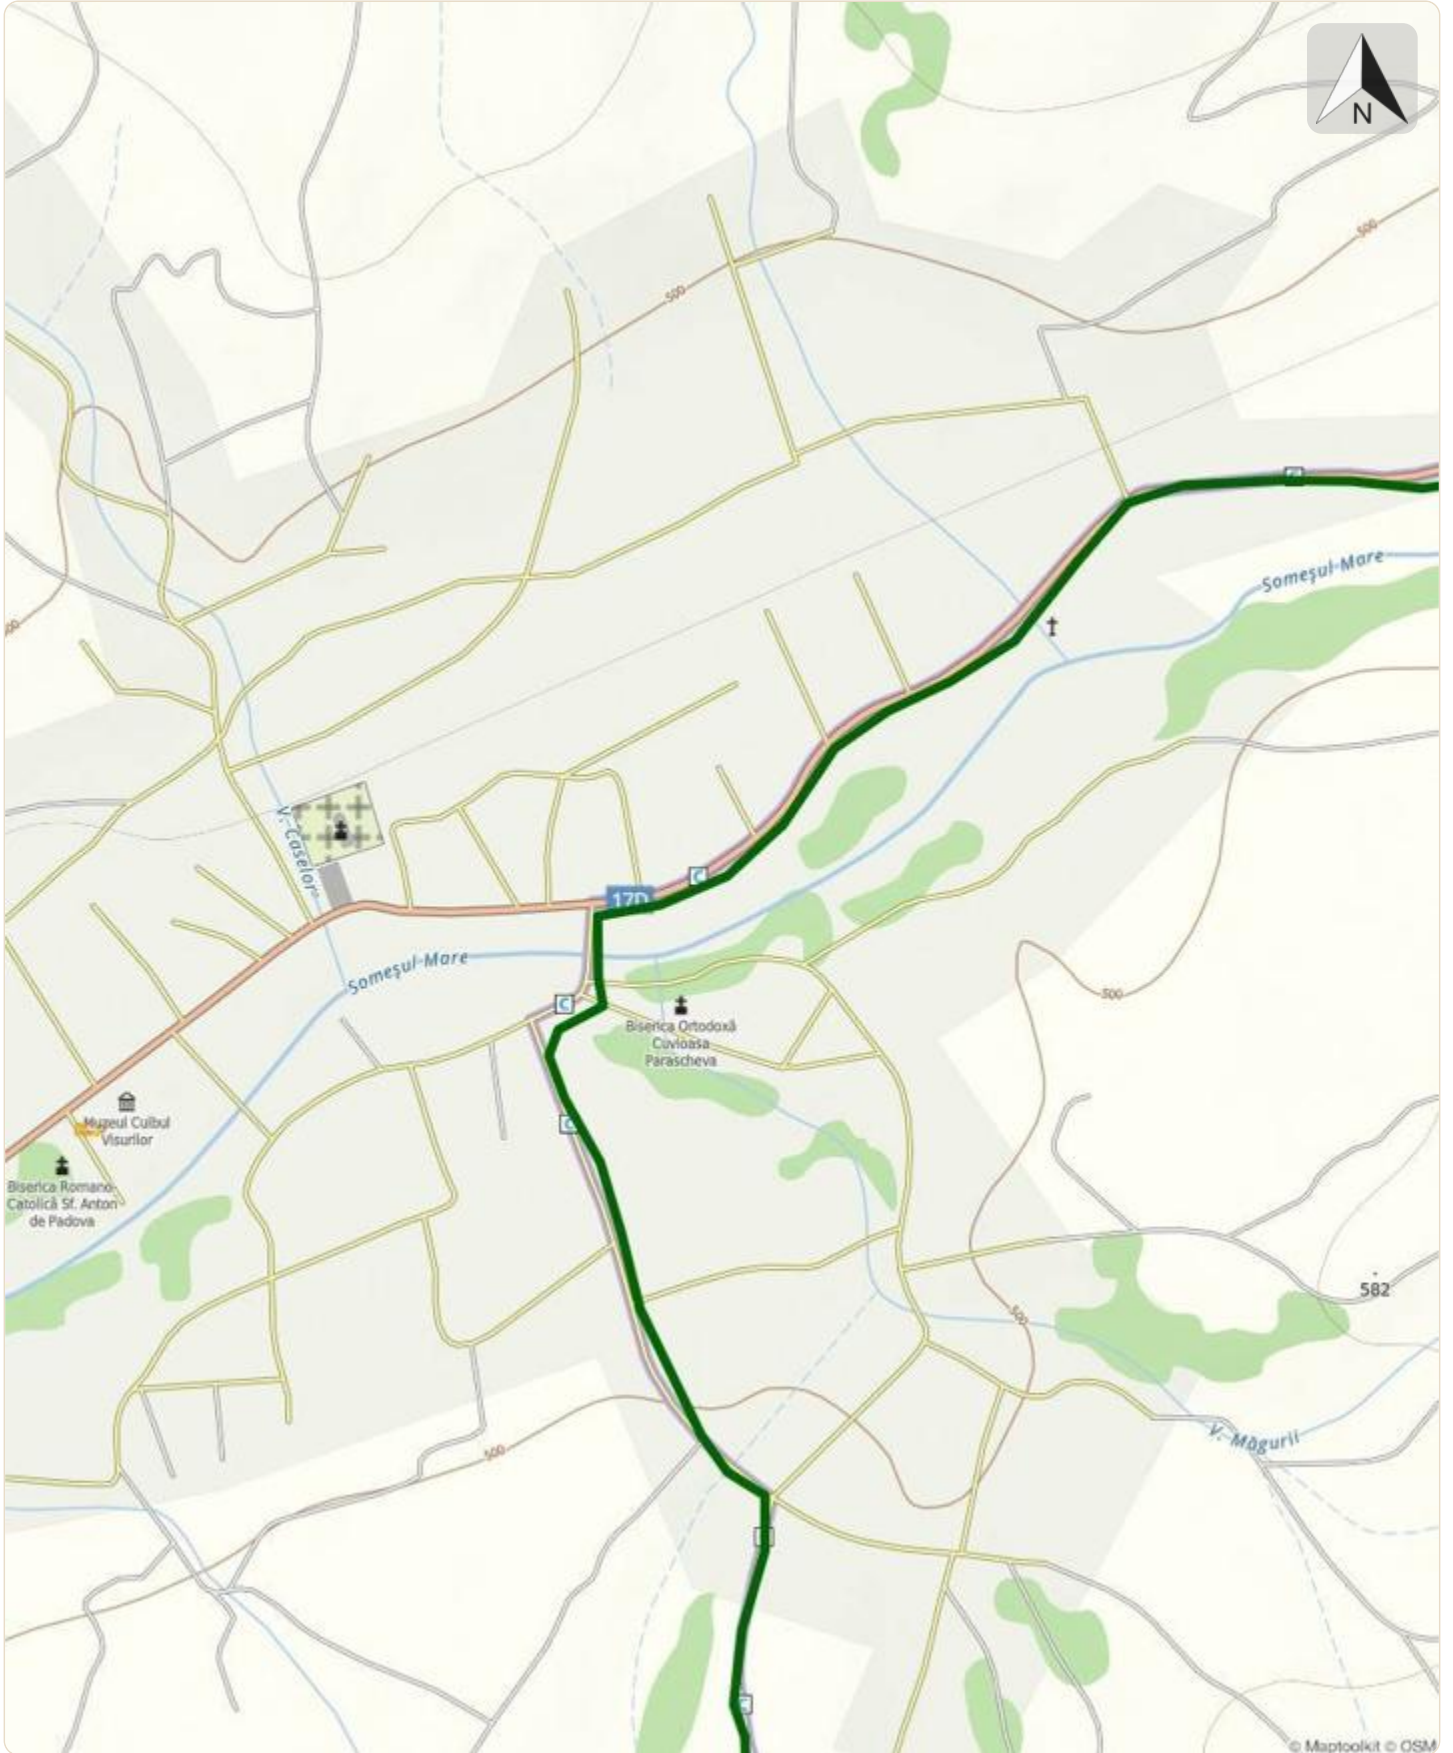 N
500
500
C
Someşul Mare
00
V. Caselor
C
17D
Someşul Mare
C
500
Biserica Ortodoxă
Cuvioasa
Parascheva
Muzeul Cuibul
Visurilor
C
Biserica Romano-
Catolică Sf. Anton
de Padova
582
500
500
V. Măgurii
C
© Maptoolkit © OSM